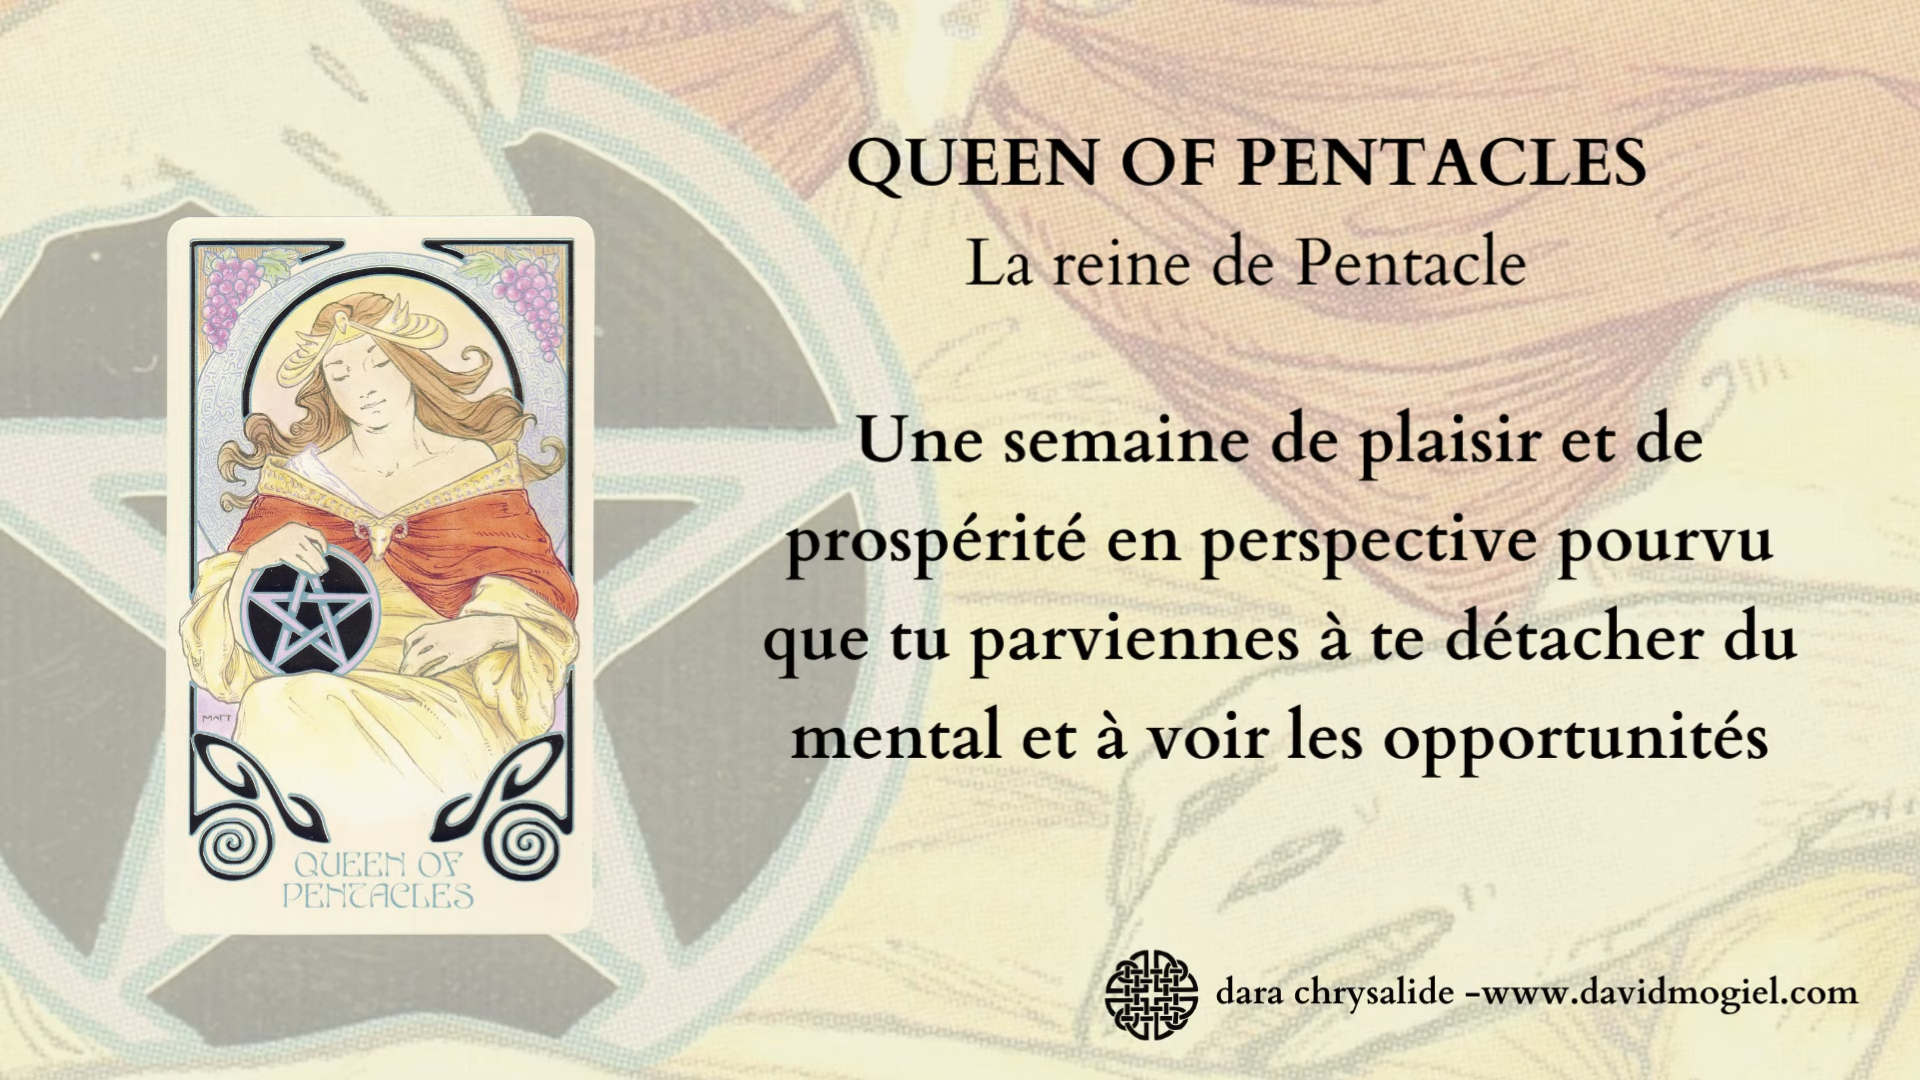 QUEEN OF PENTACLES
La reine de Pentacle
Une semaine de plaisir et de
prospérité en perspective pourvu
que tu parviennes à te détacher du
mental et à voir les opportunités
MATT
QUEEN OF
PENTACLES
dara chrysalide -www.davidmogiel.com